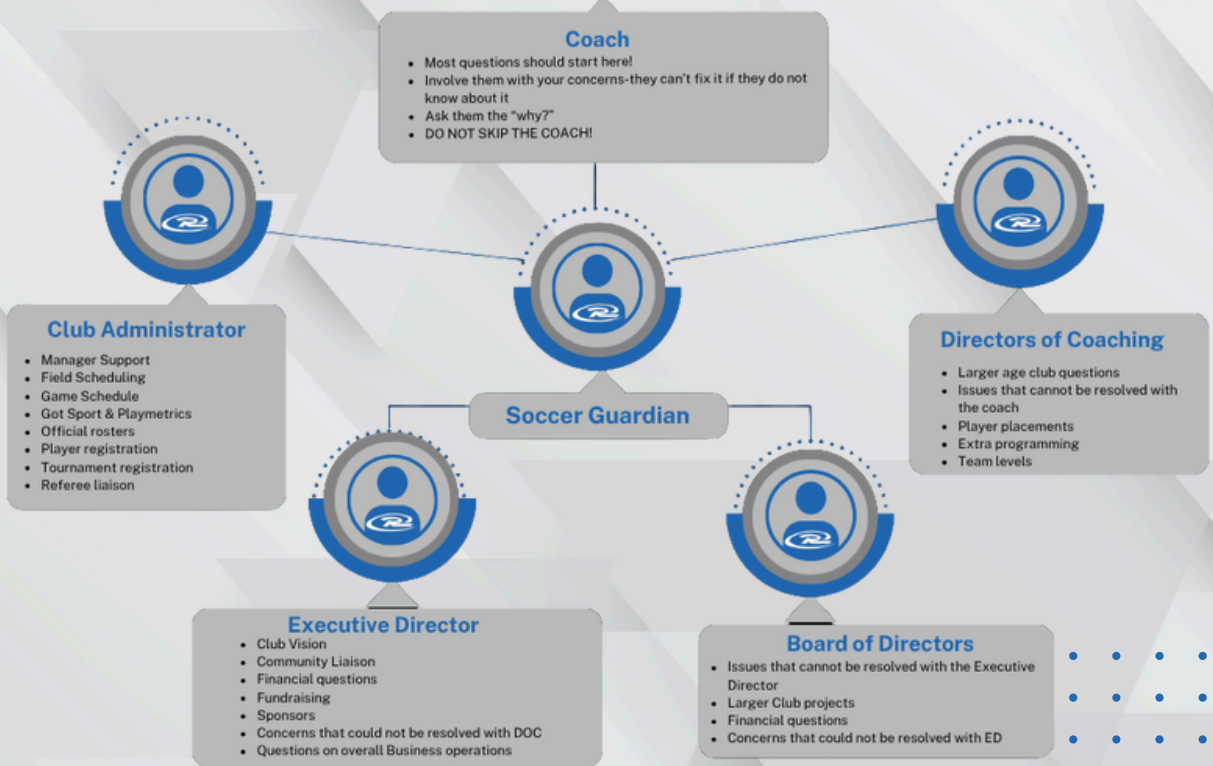 Coach
• Most questions should start here!
• Involve them with your concerns-they can't fix it if they do not
know about it
• Ask them the "why?"
• DO NOT SKIP THE COACH!
Club Administrator
• Manager Support
• Field Scheduling
• Game Schedule
• Got Sport & Playmetrics
• Official rosters
• Player registration
• Tournament registration
• Referee liaison
Soccer Guardian
Directors of Coaching
• Larger age club questions
• Issues that cannot be resolved with
the coach
• Player placements
• Extra programming
• Team levels
Executive Director
• Club Vision
• Community Liaison
• Financial questions
• Fundraising
• Sponsors
• Concerns that could not be resolved with DOC
• Questions on overall Business operations
Board of Directors
• Issues that cannot be resolved with the Executive
Director
• Larger Club projects
• Financial questions
• Concerns that could not be resolved with ED